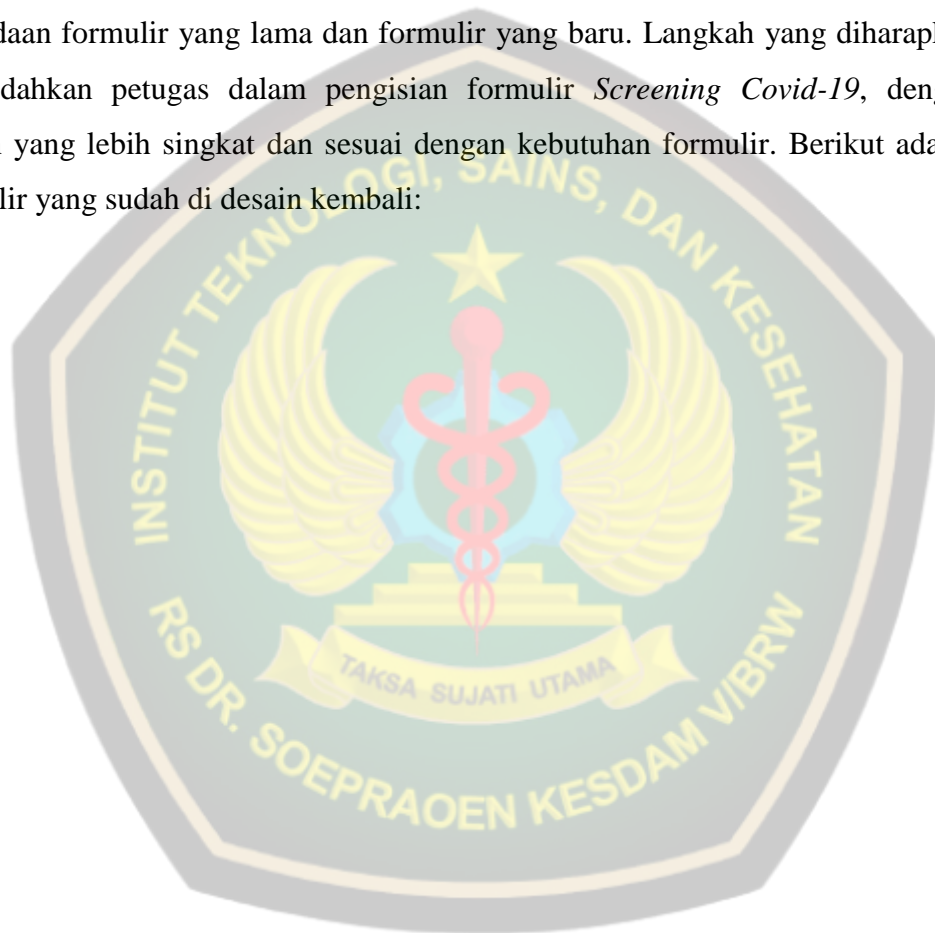 daan formulir yang lama dan formulir yang baru. Langkah yang diharapl
dahkan petugas dalam pengisian formulir Screening Covid-19, deng
yang lebih singkat dan sesuai dengan kebutuhan formulir. Berikut ada
lir yang sudah di desain kembali:
INSTITUT TEKNOLOGI, SAINS, DAN KESEHATAN
TAKSA SUJATI UTAMA
RS DR. SOEPRAOEN KESDAM V/BRW